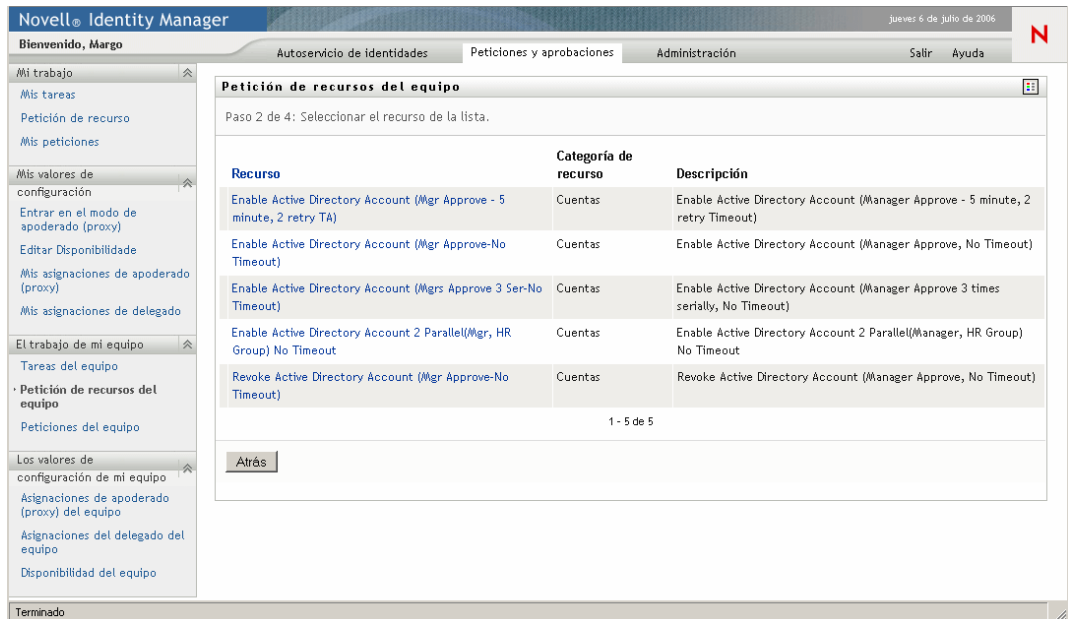 Novell® Identity Manager
jueves 6 de julio de 2006
N
Bienvenido, Margo
Autoservicio de identidades
Peticiones y aprobaciones
Administración
Salir
Ayuda
Mi trabajo
Mis tareas
Petición de recurso
Mis peticiones
Mis valores de
configuración
Entrar en el modo de
apoderado (proxy)
Editar Disponibilidade
Mis asignaciones de apoderado
(proxy)
Mis asignaciones de delegado
El trabajo de mi equipo
Tareas del equipo
· Petición de recursos del
equipo
Peticiones del equipo
Los valores de
configuración de mi equipo
Asignaciones de apoderado
(proxy) del equipo
Asignaciones del delegado del
equipo
Disponibilidad del equipo
Petición de recursos del equipo
Paso 2 de 4: Seleccionar el recurso de la lista.
Recurso
Categoría de
recurso
Descripción
Enable Active Directory Account (Mgr Approve - 5
minute, 2 retry TA)
Cuentas
Enable Active Directory Account (Manager Approve - 5 minute, 2
retry Timeout)
Enable Active Directory Account (Mgr Approve-No
Timeout)
Cuentas
Enable Active Directory Account (Manager Approve, No Timeout)
Enable Active Directory Account (Mgrs Approve 3 Ser-No
Timeout)
Cuentas
Enable Active Directory Account (Manager Approve 3 times
serially, No Timeout)
Enable Active Directory Account 2 Parallel(Mgr, HR
Group) No Timeout
Cuentas
Enable Active Directory Account 2 Parallel(Manager, HR Group)
No Timeout
Revoke Active Directory Account (Mgr Approve-No
Timeout)
Cuentas
Revoke Active Directory Account (Manager Approve, No Timeout)
1 - 5 de 5
Atrás
Terminado